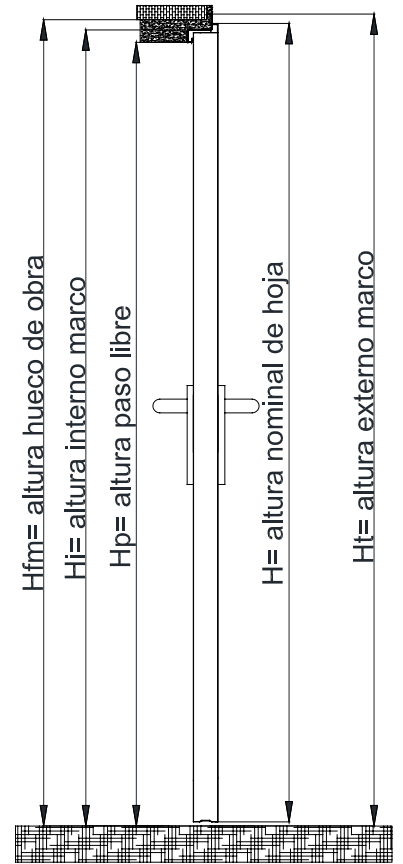 Hfm= altura hueco de obra
Hi= altura interno marco
Hp= altura paso libre
H= altura nominal de hoja
Ht= altura externo marco